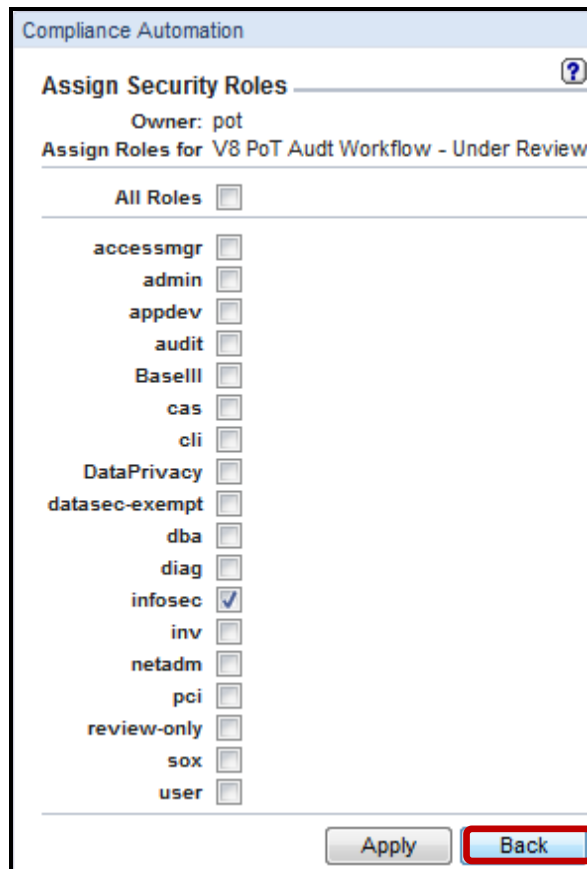 Compliance Automation
Assign Security Roles
?
Owner: pot
Assign Roles for V8 PoT Audt Workflow - Under Review
All Roles
accessmgr
admin
appdev
audit
BaselII
cas
cli
DataPrivacy
datasec-exempt
dba
diag
infosec
inv
netadm
pci
review-only
sox
user
Apply Back